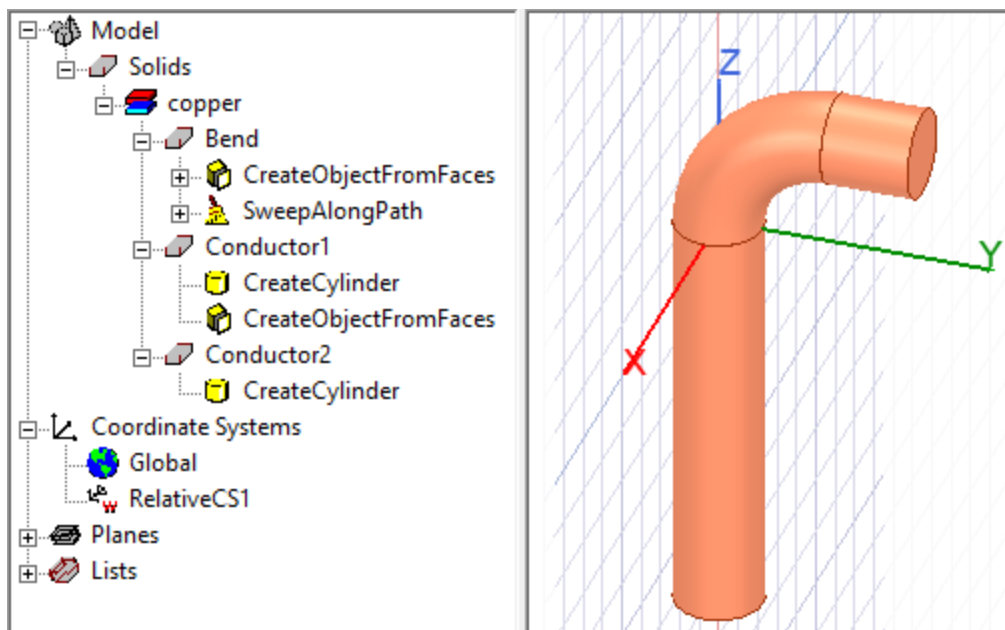 Model
Solids
copper
Bend
CreateObjectFromFaces
SweepAlongPath
Conductor1
CreateCylinder
CreateObjectFromFaces
Conductor2
CreateCylinder
Coordinate Systems
Global
RelativeCS1
Planes
Lists
Z
Y
X